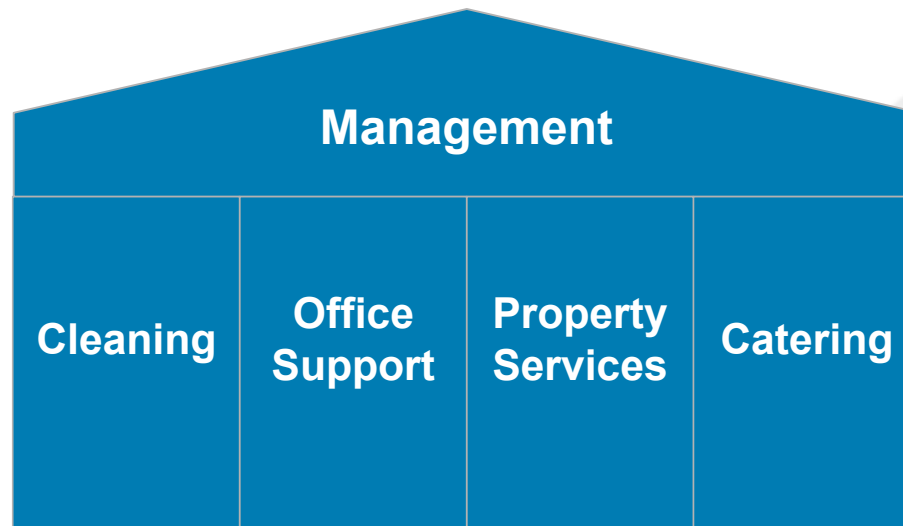 Management
Cleaning
Office
Support
Property
Services
Catering